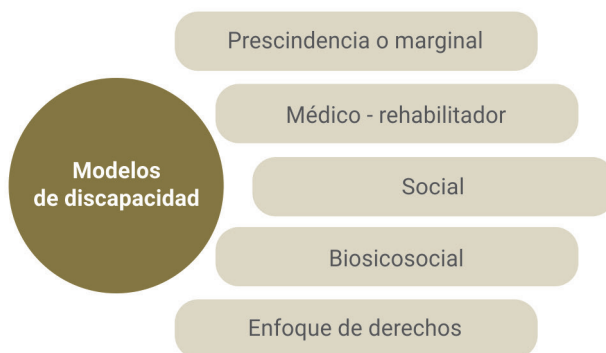 Prescindencia o marginal
Médico - rehabilitador
Modelos
de discapacidad
Social
Biosicosocial
Enfoque de derechos